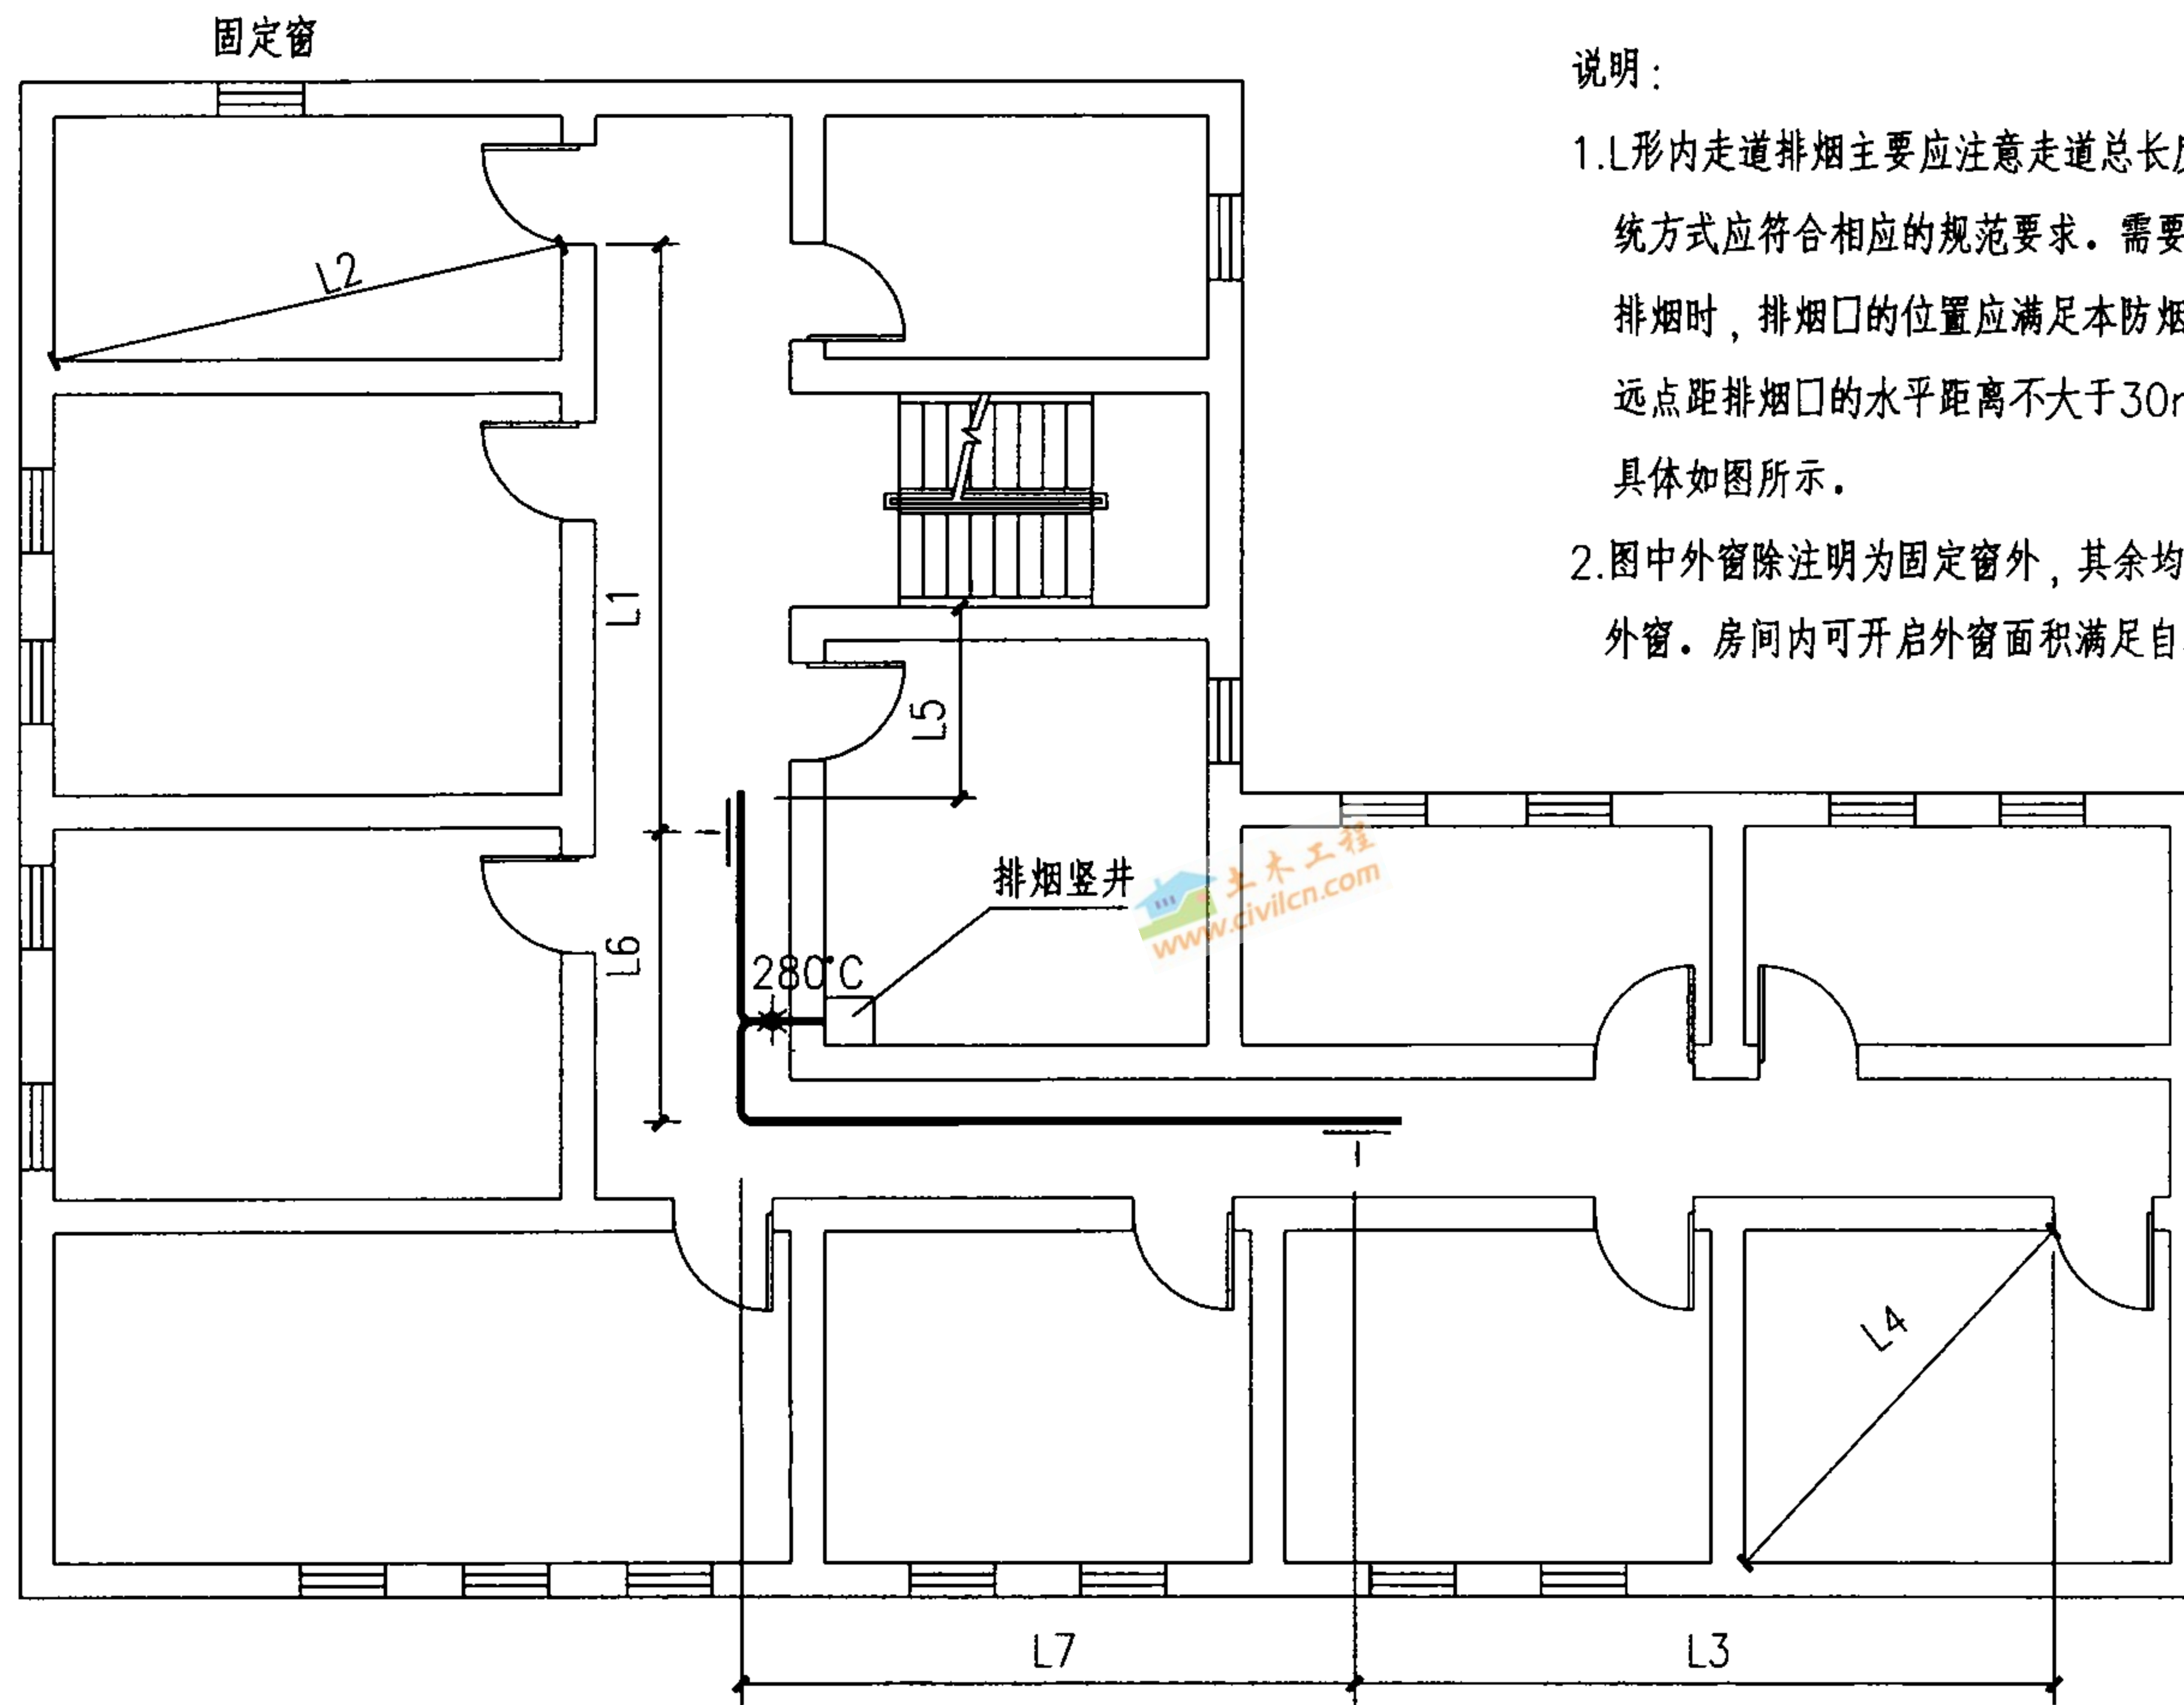 固定窗
说明：
1.L形内走道排烟主要应注意走道总长
统方式应符合相应的规范要求。需要
排烟时，排烟口的位置应满足本防烟
远点距排烟口的水平距离不大于30
具体如图所示。
2.图中外窗除注明为固定窗外，其余均
外窗。房间内可开启外窗面积满足自
L2
L1
L5
排烟竖井
土木工程
www.civilcn.com
L6
280°C
L4
L7
L3